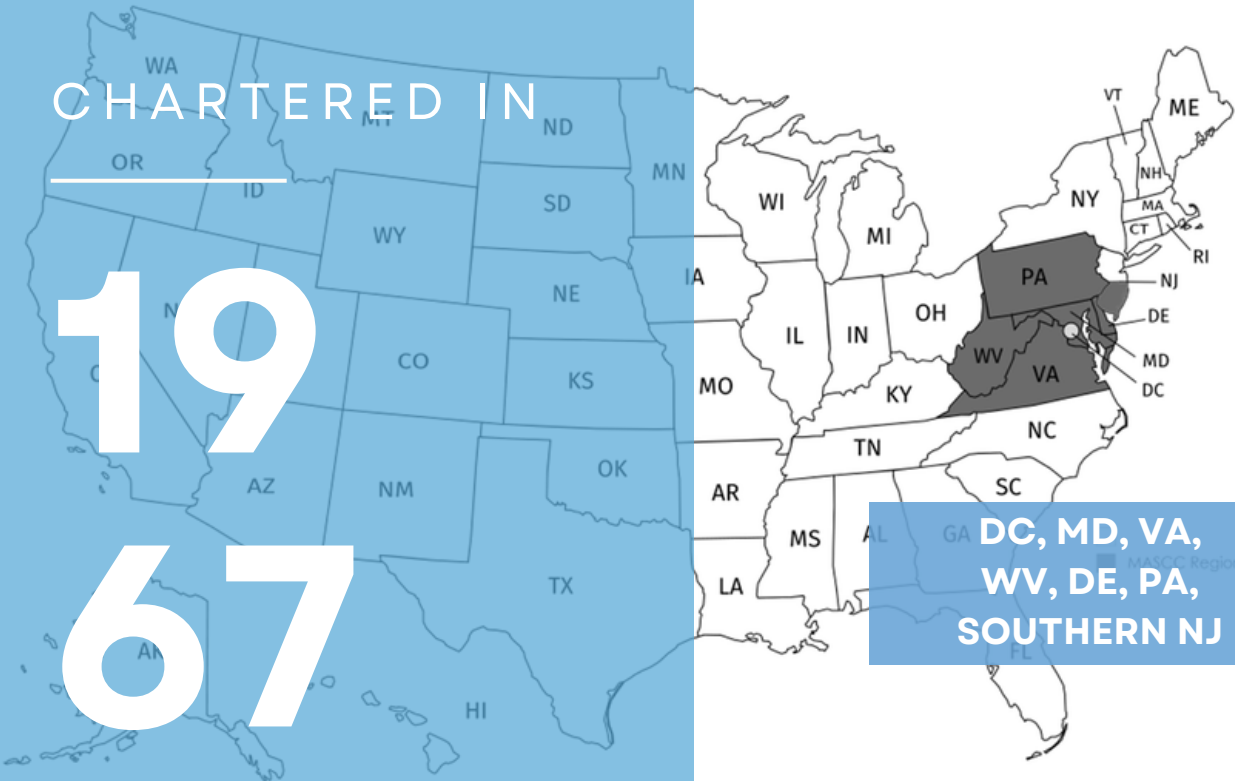 CHARTERED IN
19
67
WA
MT
ND
MN
OR
ID
SD
WY
IA
NE
CO
KS
OK
AZ
NM
TX
HI
WI
MI
IL
IN
OH
MO
KY
TN
AR
MS
AL
GA
LA
SC
NC
FL
VT
ME
NH
NY
MA
CT
RI
PA
NJ
DE
MD
DC
WV
VA
DC, MD, VA,
WV, DE, PA,
SOUTHERN NJ
MASCC Regio